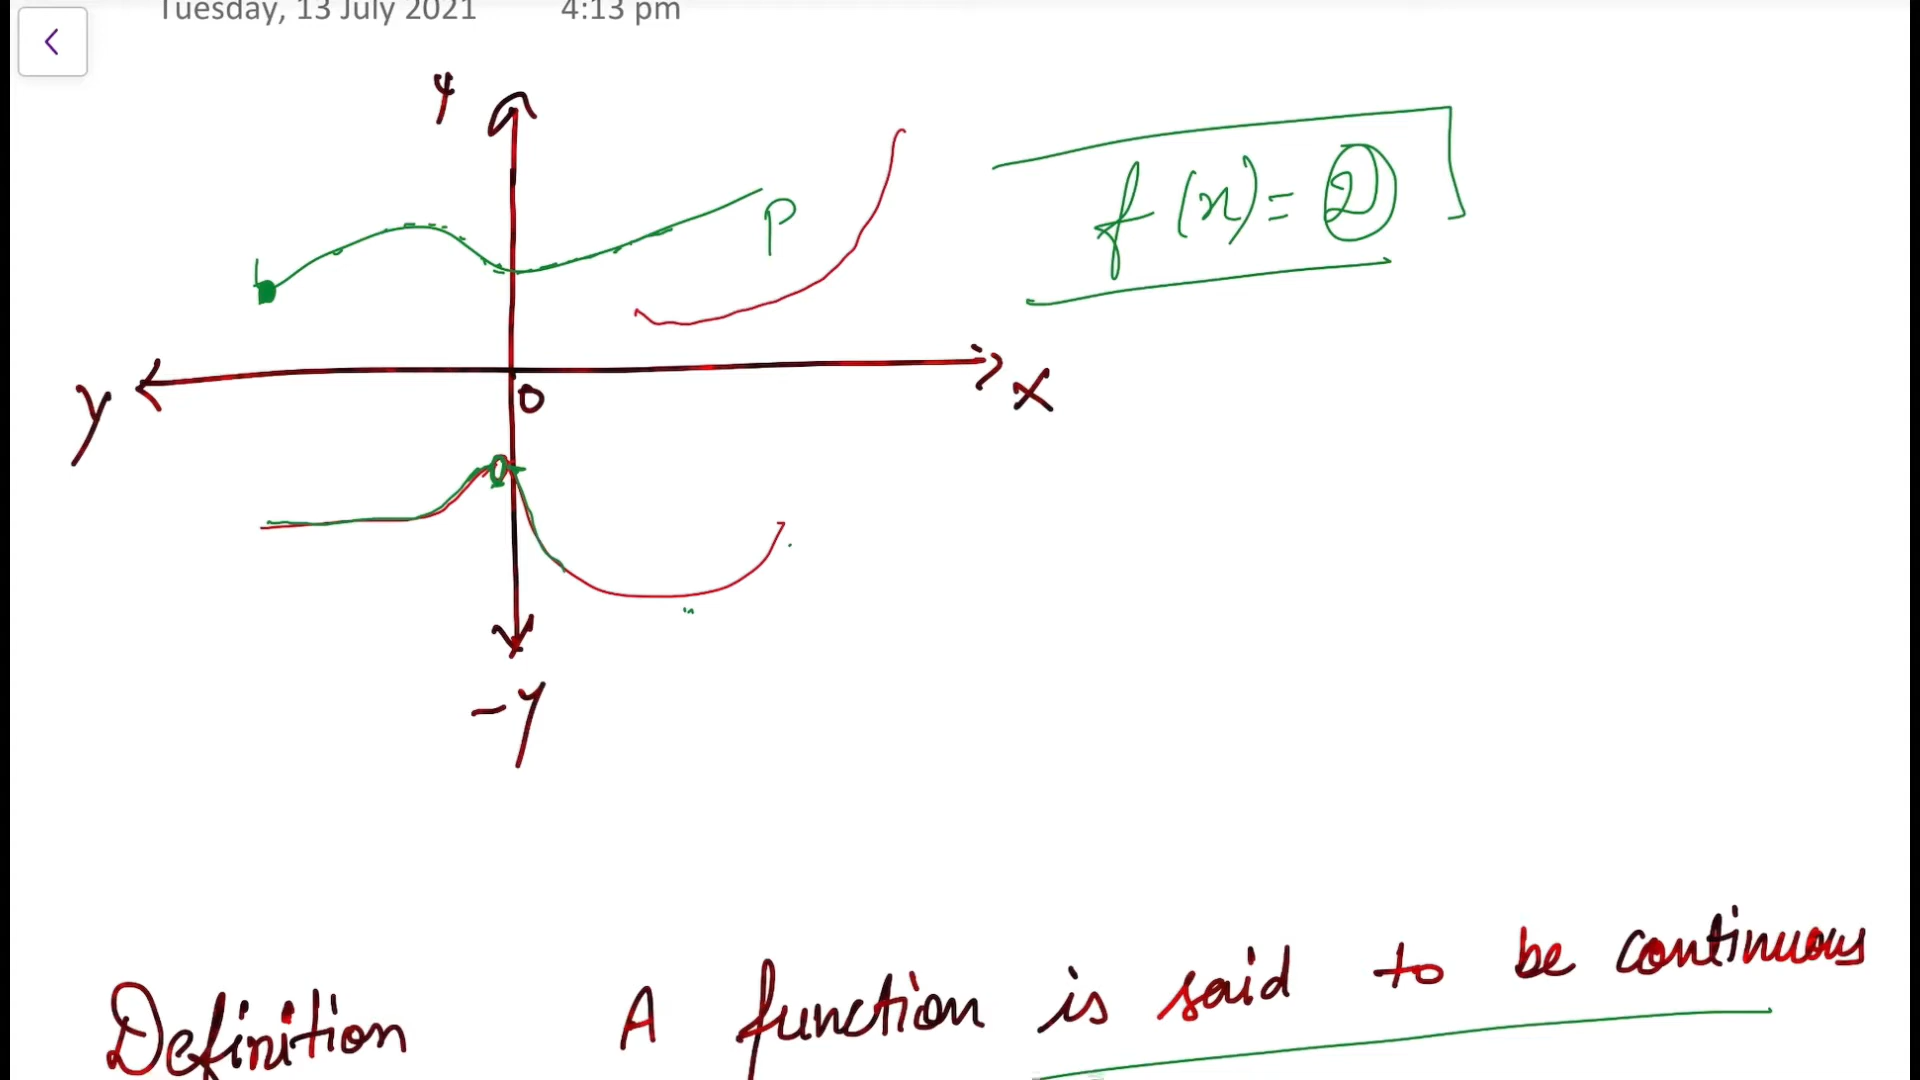 Tuesday, 13 July 2021 4:13 pm
y
P
f(x) = 2
y
0
x
-y
Definition A function is said to be continuous